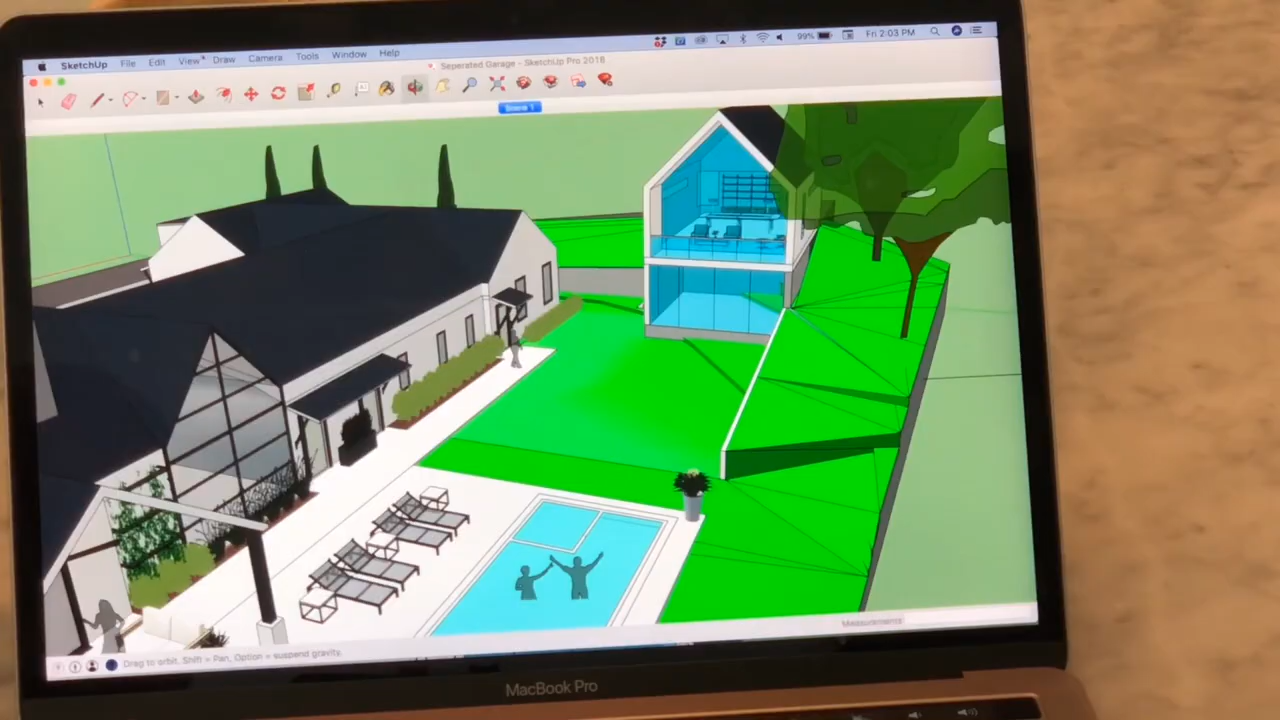 SketchUp File Edit View Draw Camera Tools Window Help 99% Fri 2:03 PM
Seperated Garage - SketchUp Pro 2018
Scene 1
Measurements
Drag to orbit. Shift = Pan, Option = suspend gravity.
MacBook Pro